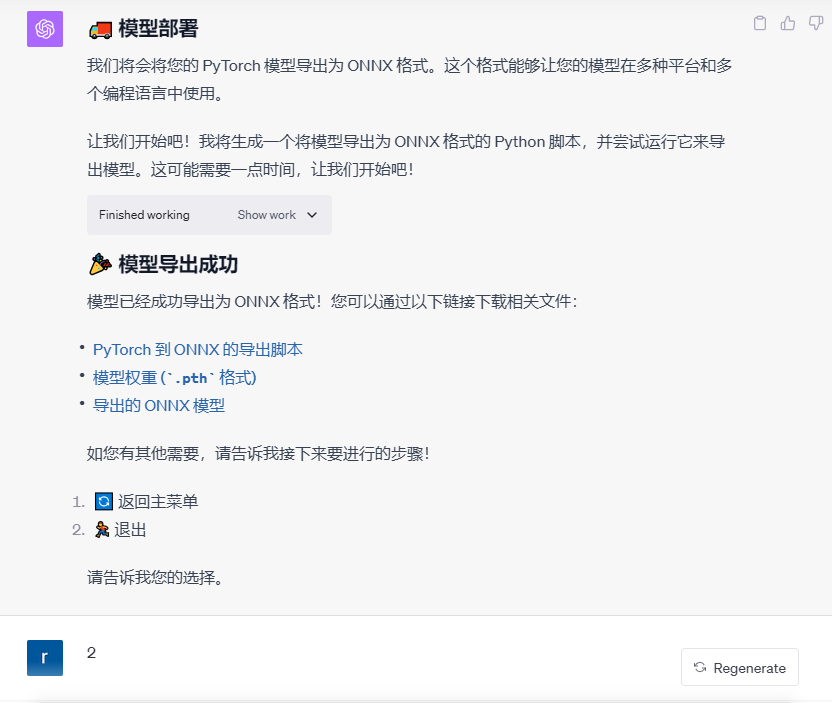 模型部署
我们将会将您的 PyTorch 模型导出为 ONNX 格式。这个格式能够让您的模型在多种平台和多
个编程语言中使用。
让我们开始吧！我将生成一个将模型导出为 ONNX 格式的 Python 脚本，并尝试运行它来导
出模型。这可能需要一点时间，让我们开始吧！
Finished working Show work
模型导出成功
模型已经成功导出为 ONNX 格式！您可以通过以下链接下载相关文件：
• PyTorch 到 ONNX 的导出脚本
• 模型权重 (`.pth` 格式)
• 导出的 ONNX 模型
如您有其他需要，请告诉我接下来要进行的步骤！
1. 返回主菜单
2. 退出
请告诉我您的选择。
r 2
Regenerate